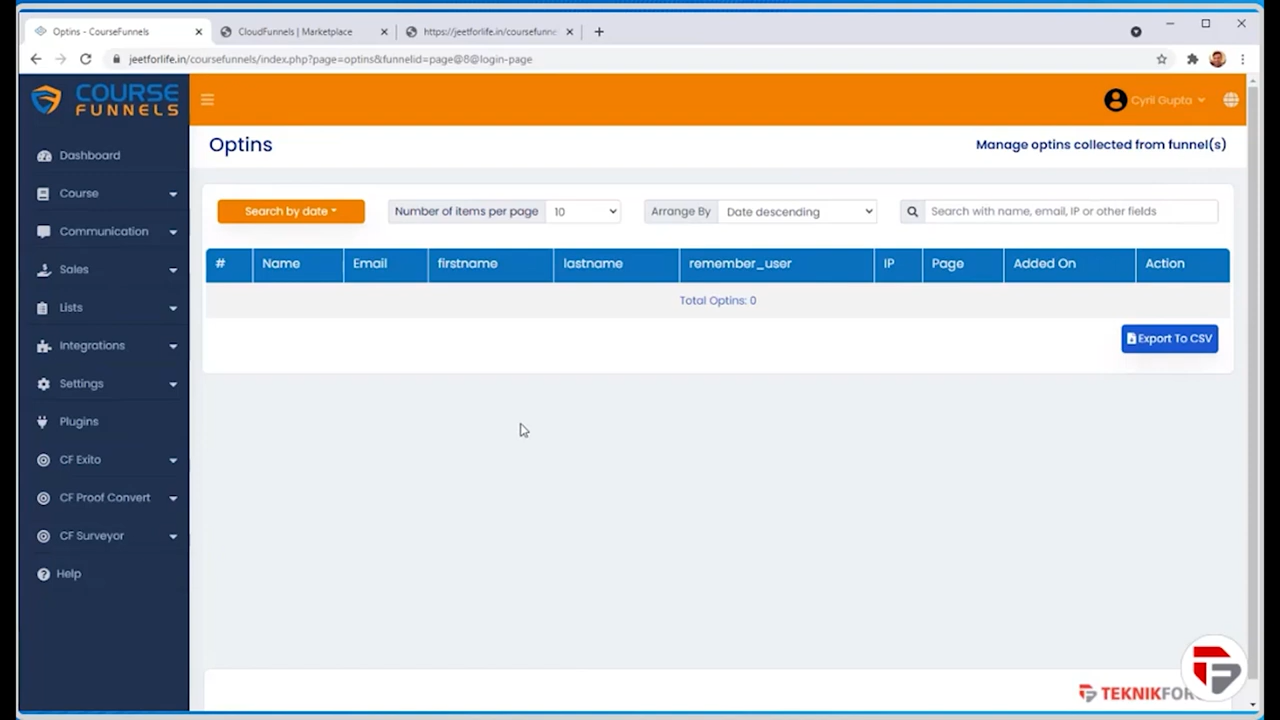 Optins - CourseFunnels
CloudFunnels | Marketplace
https://jeetforlife.in/coursefunne
jeetforlife.in/coursefunnels/index.php?page=optins&funnelid=page@8@login-page
COURSE
FUNNELS
Cyril Gupta
Optins
Manage optins collected from funnel(s)
Dashboard
Course
Communication
Sales
Lists
Integrations
Settings
Plugins
CF Exito
CF Proof Convert
CF Surveyor
Help
Search by date
Number of items per page 10
Arrange By Date descending
Search with name, email, IP or other fields
# Name Email firstname lastname remember_user IP Page Added On Action
Total Optins: 0
Export To CSV
TEKNIKFOR